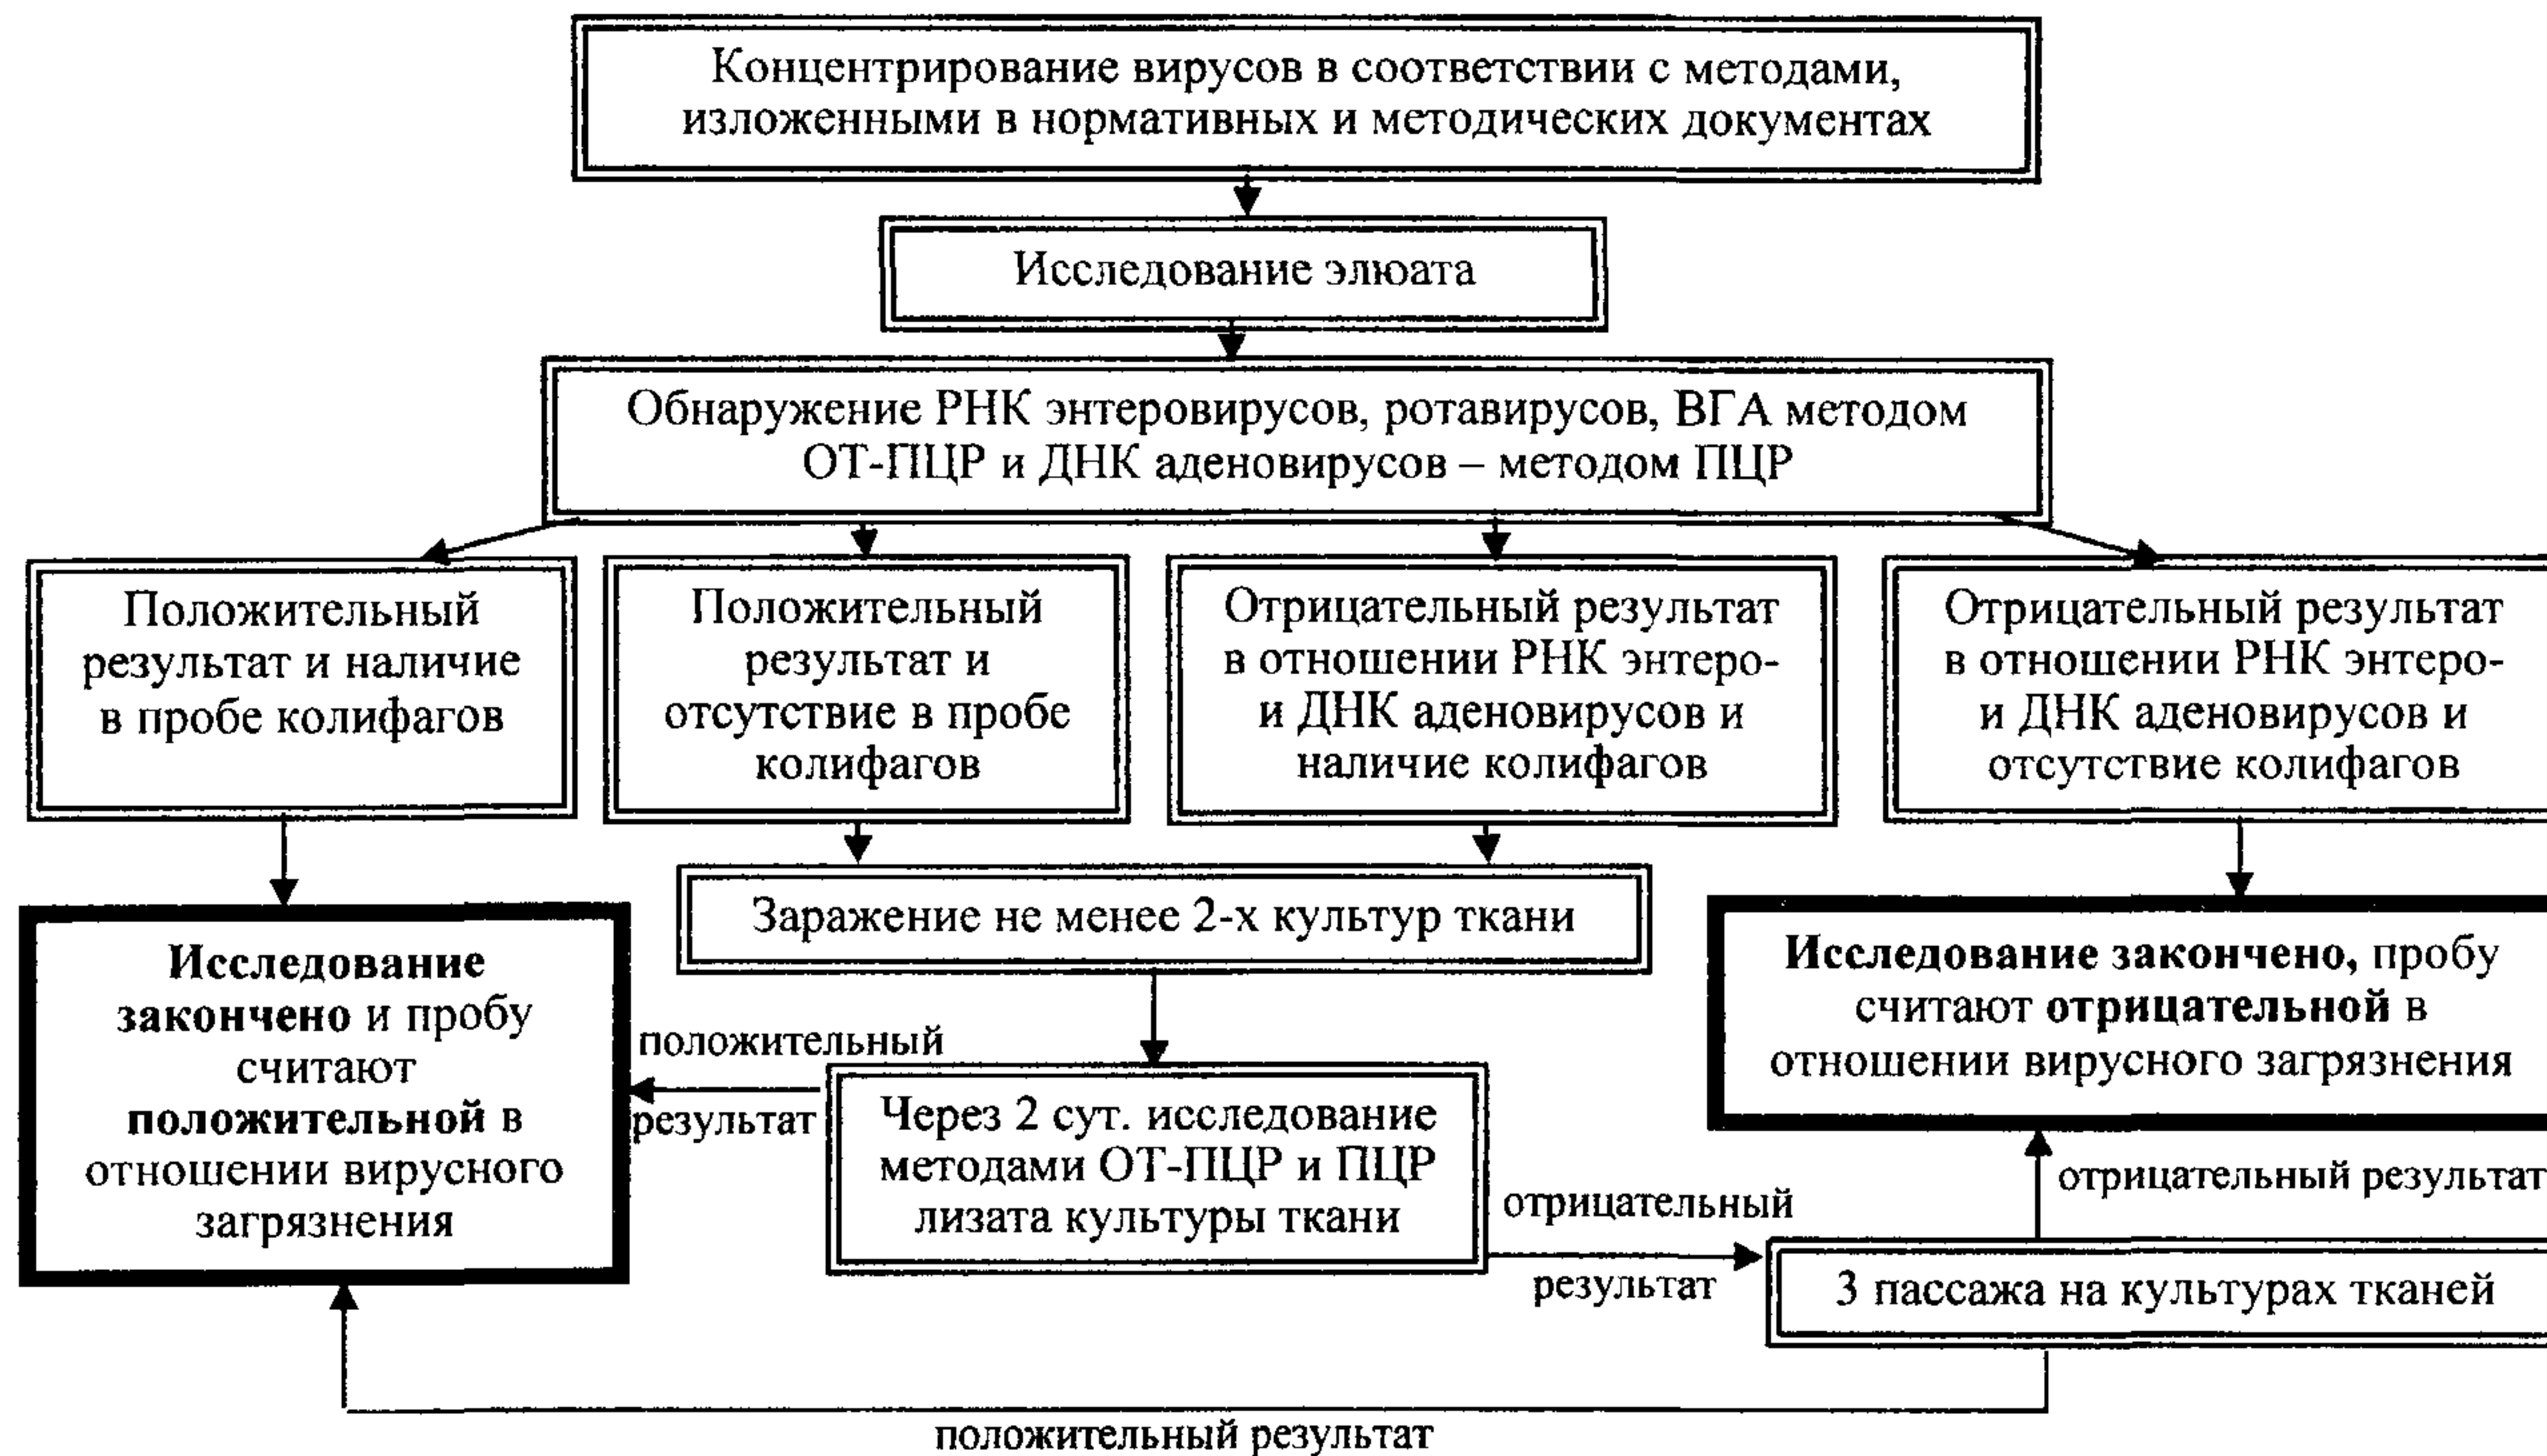 Концентрирование вирусов в соответствии с методами,
изложенными в нормативных и методических документах
Исследование элюата
Обнаружение РНК энтеровирусов, ротавирусов, ВГА методом
ОТ-ПЦР и ДНК аденовирусов – методом ПЦР
Положительный
результат и наличие
в пробе колифагов
Положительный
результат и
отсутствие в пробе
колифагов
Отрицательный результат
в отношении РНК энтеро-
и ДНК аденовирусов и
наличие колифагов
Отрицательный результат
в отношении РНК энтеро-
и ДНК аденовирусов и
отсутствие колифагов
Заражение не менее 2-х культур ткани
Исследование
закончено и пробу
считают
положительной в
отношении вирусного
загрязнения
положительный
результат
Через 2 сут. исследование
методами ОТ-ПЦР и ПЦР
лизата культуры ткани
отрицательный
результат
Исследование закончено, пробу
считают отрицательной в
отношении вирусного загрязнения
отрицательный результат
3 пассажа на культурах тканей
положительный результат